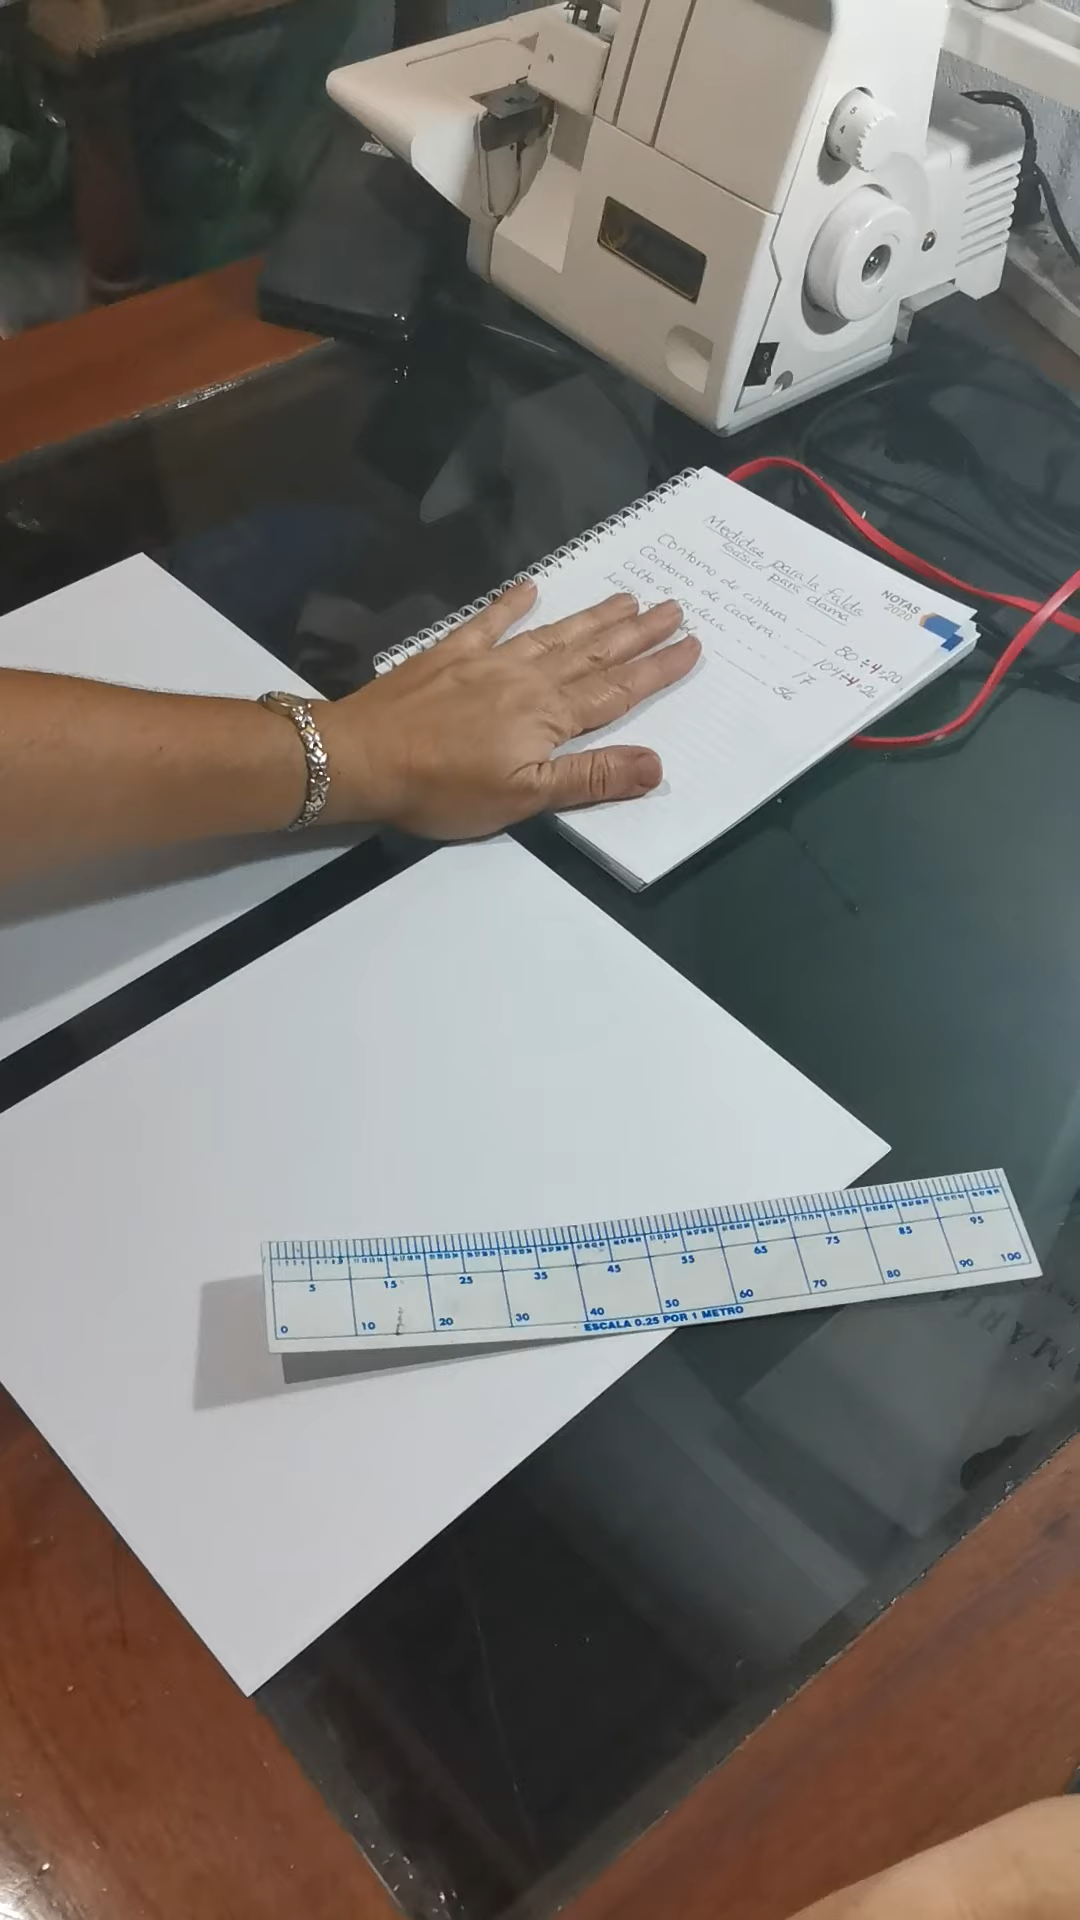 Medidas para la falda
básica para dama
Contorno de cintura ---- 80 ÷ 4 = 20
Contorno de Cadera. ---- 104 ÷ 4 = 26
alto de cadera ---- 17
56
NOTAS
2020
5 15 25 35 45 55 65 75 85 95
0 10 20 30 40 50 60 70 80 90 100
ESCALA 0.25 POR 1 METRO